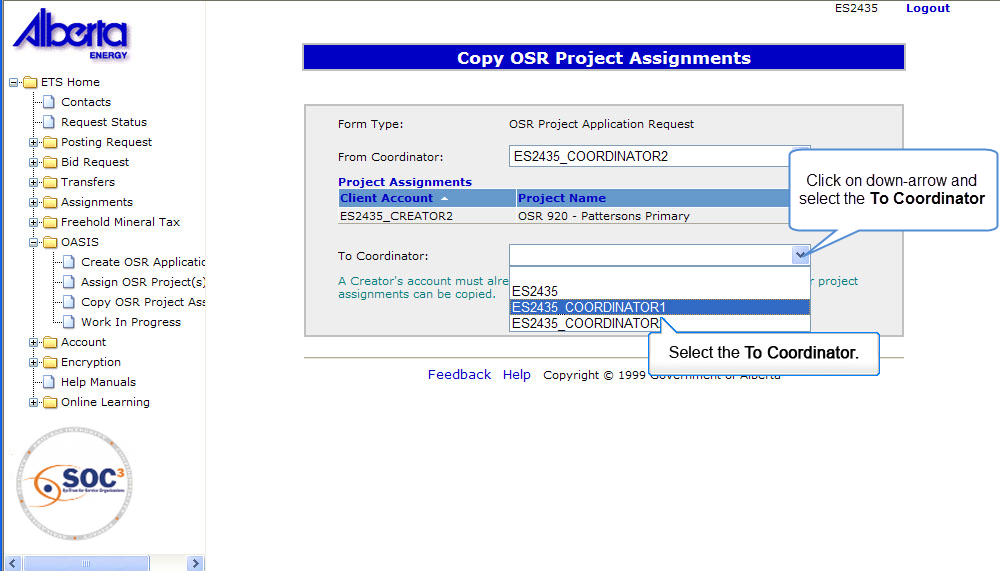 Alberta
ENERGY
ES2435 Logout
Copy OSR Project Assignments
ETS Home
Contacts
Request Status
Posting Request
Bid Request
Transfers
Assignments
Freehold Mineral Tax
OASIS
Create OSR Applicatio
Assign OSR Project(s)
Copy OSR Project Ass
Work In Progress
Account
Encryption
Help Manuals
Online Learning
SOC3
Form Type: OSR Project Application Request
From Coordinator: ES2435_COORDINATOR2
Project Assignments
Client Account Project Name
ES2435_CREATOR2 OSR 920 - Pattersons Primary
Click on down-arrow and
select the To Coordinator
To Coordinator:
A Creator's account must alre r project
assignments can be copied.
ES2435
ES2435_COORDINATOR1
ES2435_COORDINATOR
Select the To Coordinator.
Feedback Help Copyright © 1999 Government of Alberta